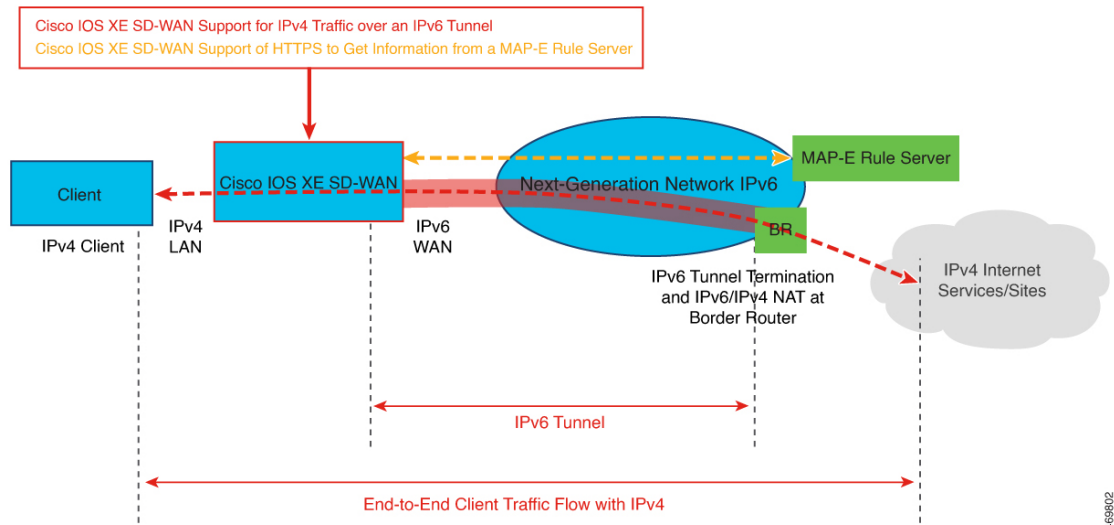 Cisco IOS XE SD-WAN Support for IPv4 Traffic over an IPv6 Tunnel
Cisco IOS XE SD-WAN Support of HTTPS to Get Information from a MAP-E Rule Server
MAP-E Rule Server
Client
Cisco IOS XE SD-WAN
Next-Generation Network IPv6
IPv4 Client
IPv4
LAN
IPv6
WAN
BR
IPv6 Tunnel Termination
and IPv6/IPv4 NAT at
Border Router
IPv4 Internet
Services/Sites
IPv6 Tunnel
End-to-End Client Traffic Flow with IPv4